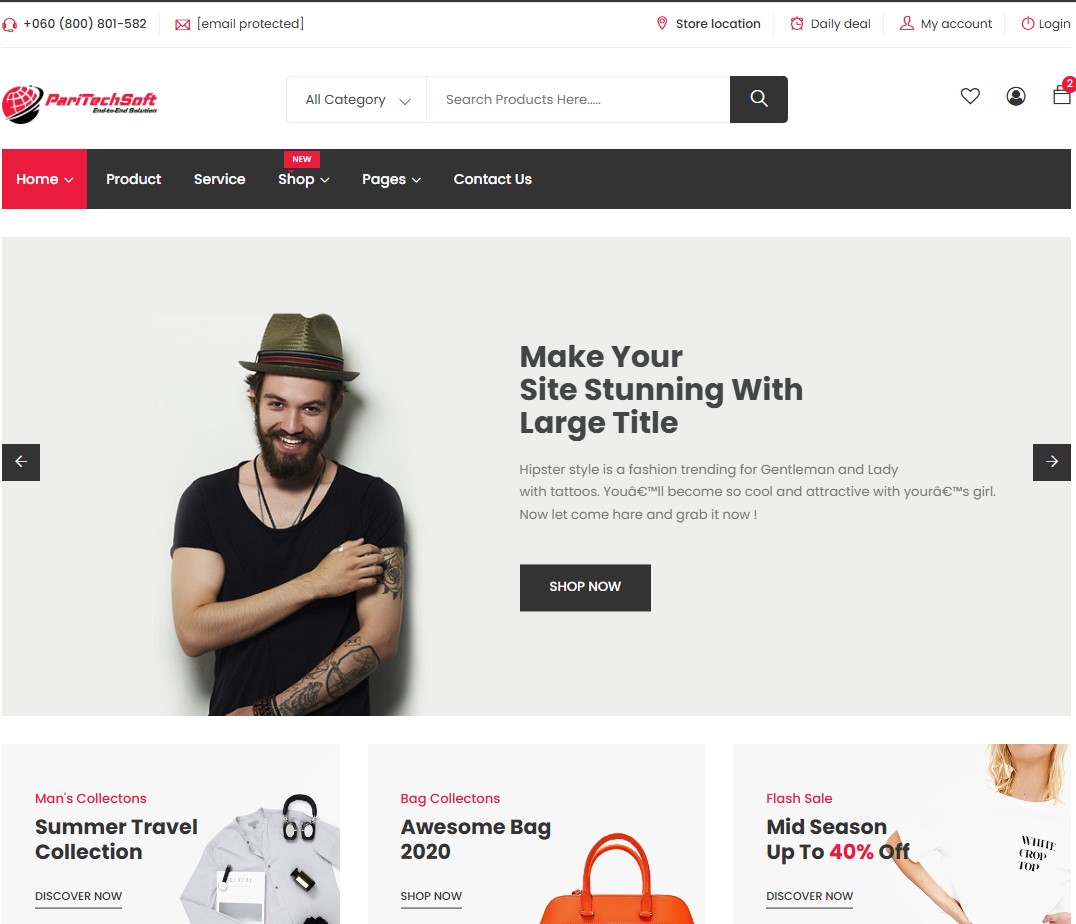 +060 (800) 801-582
[email protected]
Store location
Daily deal
My account
Login
PariTechSoft
End-to-End Solution
All Category
Search Products Here.....
2
Home
Product
Service
NEW
Shop
Pages
Contact Us
Make Your
Site Stunning With
Large Title
Hipster style is a fashion trending for Gentleman and Lady
with tattoos. Youâ€™ll become so cool and attractive with yourâ€™s girl.
Now let come hare and grab it now !
SHOP NOW
Man's Collectons
Summer Travel
Collection
DISCOVER NOW
Bag Collectons
Awesome Bag
2020
SHOP NOW
Flash Sale
Mid Season
Up To 40% Off
DISCOVER NOW
WHITE
CROP
TOP